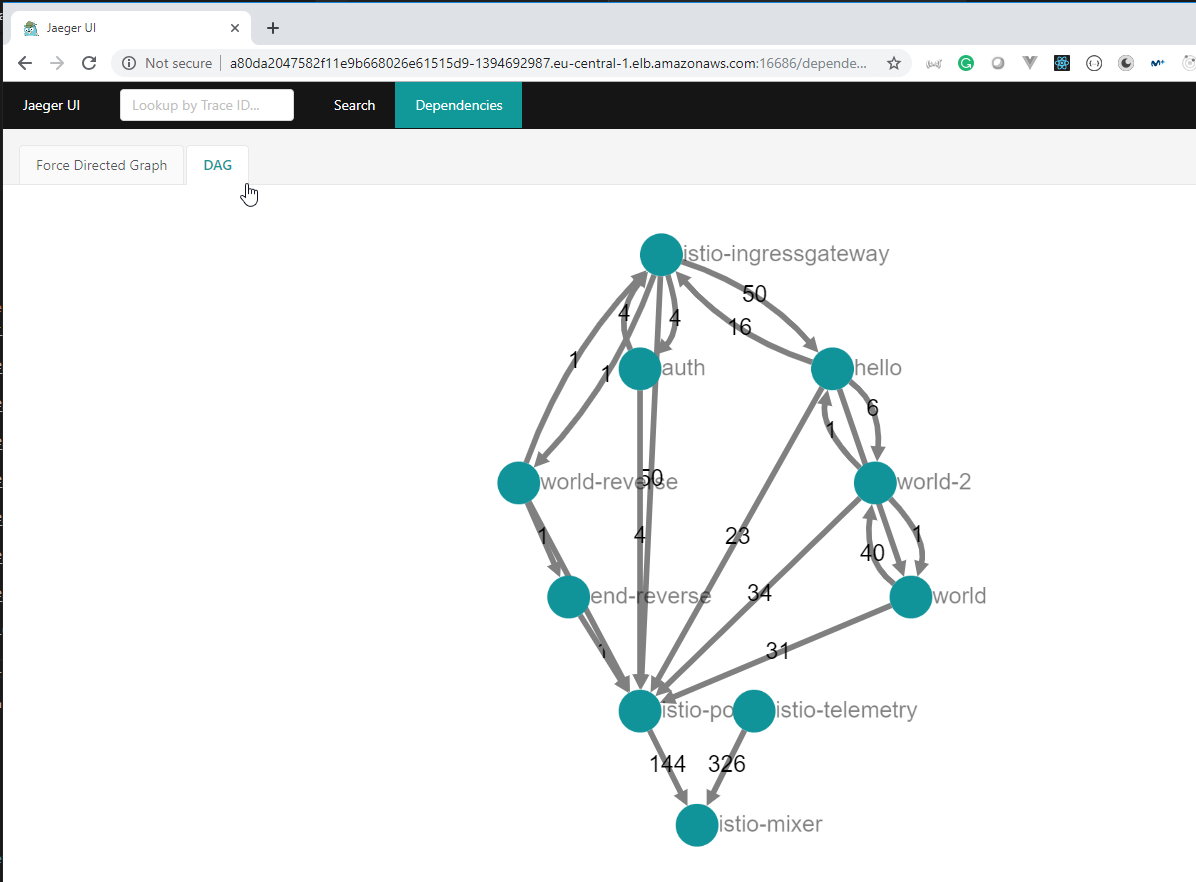 Jaeger UI
Not secure | a80da2047582f11e9b668026e61515d9-1394692987.eu-central-1.elb.amazonaws.com:16686/depende...
Jaeger UI Lookup by Trace ID... Search Dependencies
Force Directed Graph DAG
istio-ingressgateway
50
4 4 16
auth hello
1 1
6
1
world-reverse 50 world-2
1 4 23 40 1
34
end-reverse world
1 31
istio-po istio-telemetry
144 326
istio-mixer